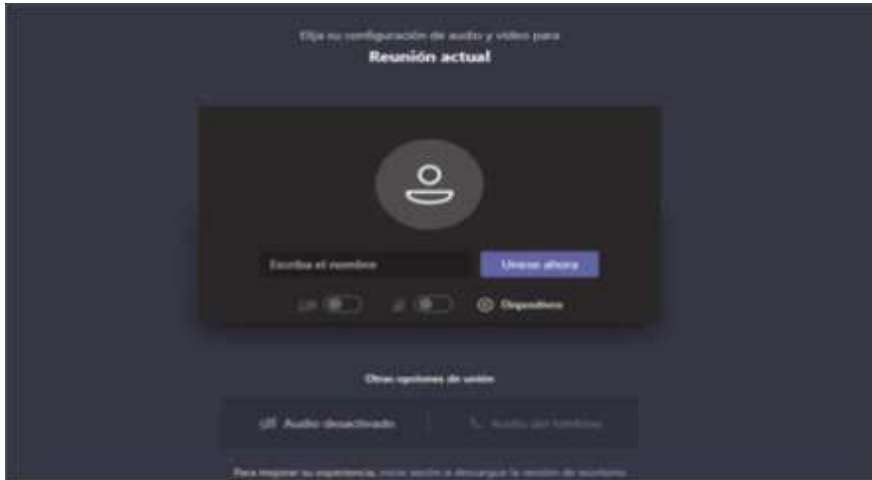 Elija su configuración de audio y vídeo para
Reunión actual
Escriba el nombre
Unirse ahora
Dispositivos
Otras opciones de unión
Audio desactivado
Audio del teléfono
Para mejorar su experiencia, inicie sesión o descargue la versión de escritorio